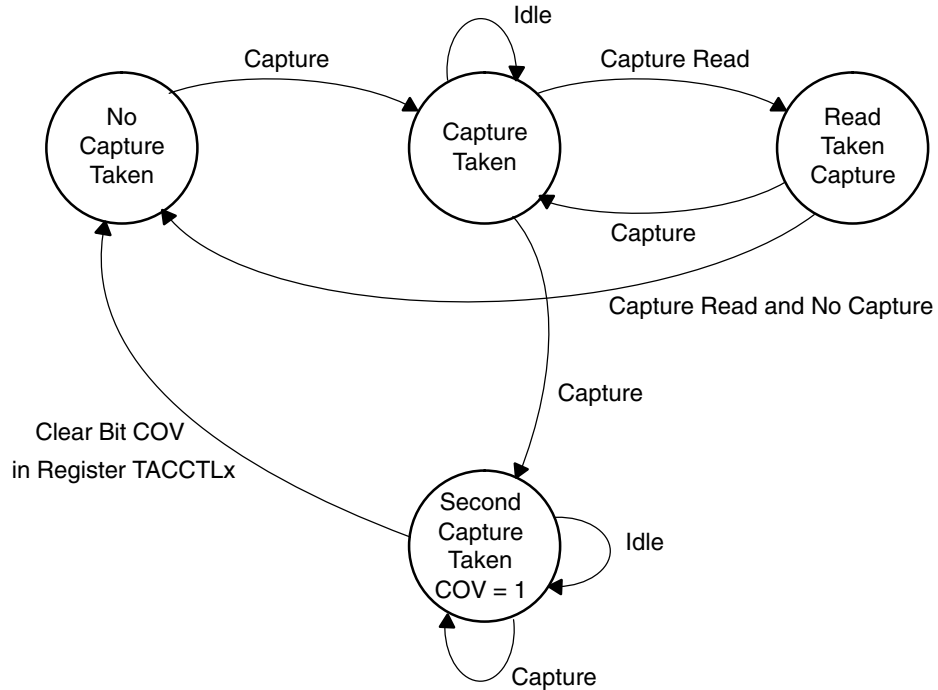 Idle
Capture
Capture Read
No
Capture
Taken
Capture
Taken
Read
Taken
Capture
Capture
Capture Read and No Capture
Capture
Clear Bit COV
in Register TACCTLx
Second
Capture
Taken
COV = 1
Idle
Capture